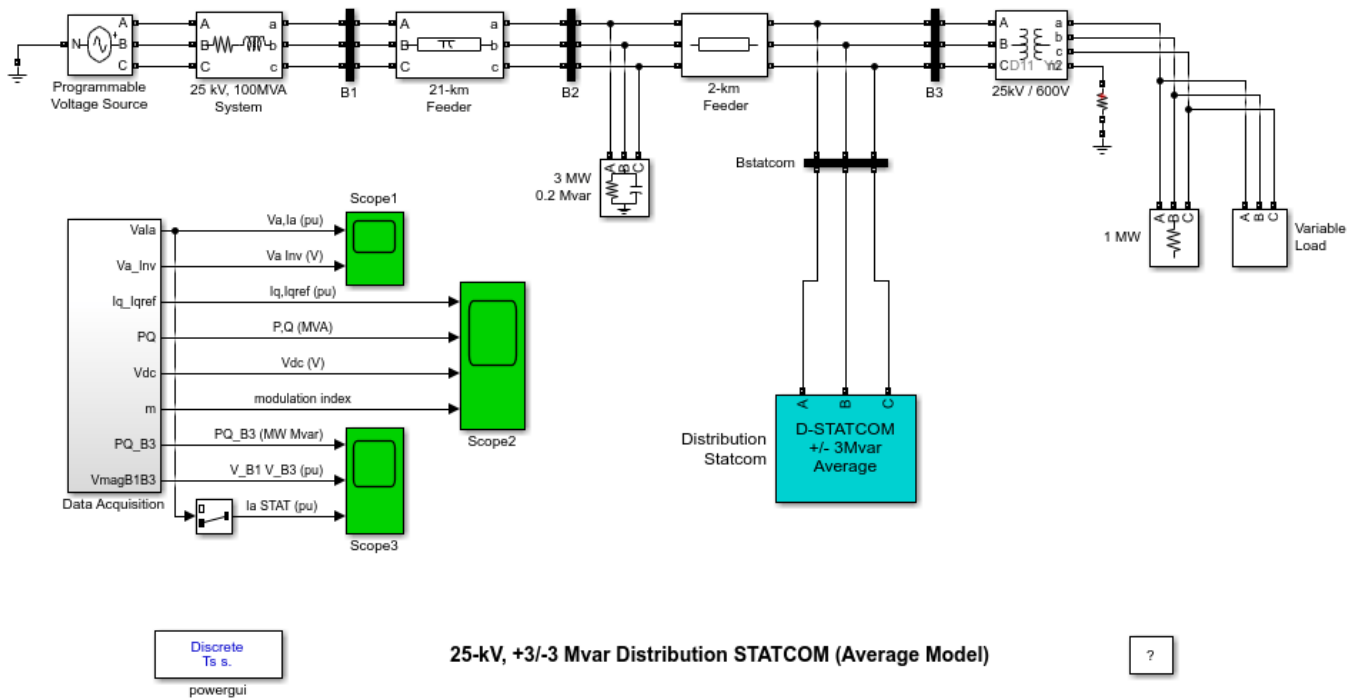 A
B
C
N
Programmable
Voltage Source
A
B
C
a
b
c
25 kV, 100MVA
System
B1
A
B
C
π
a
b
c
21-km
Feeder
B2
2-km
Feeder
B3
A
B
C
D11
a
b
c
n2
25kV / 600V
A
B
C
3 MW
0.2 Mvar
Bstatcom
A
B
C
1 MW
A
B
C
Variable
Load
VaIa
Va_Inv
Iq_Iqref
PQ
Vdc
m
PQ_B3
VmagB1B3
Data Acquisition
Va,Ia (pu)
Va Inv (V)
Iq,Iqref (pu)
P,Q (MVA)
Vdc (V)
modulation index
PQ_B3 (MW Mvar)
V_B1 V_B3 (pu)
Ia STAT (pu)
Scope1
Scope2
Scope3
A
B
C
D-STATCOM
+/- 3Mvar
Average
Distribution
Statcom
Discrete
Ts s.
powergui
25-kV, +3/-3 Mvar Distribution STATCOM (Average Model)
?